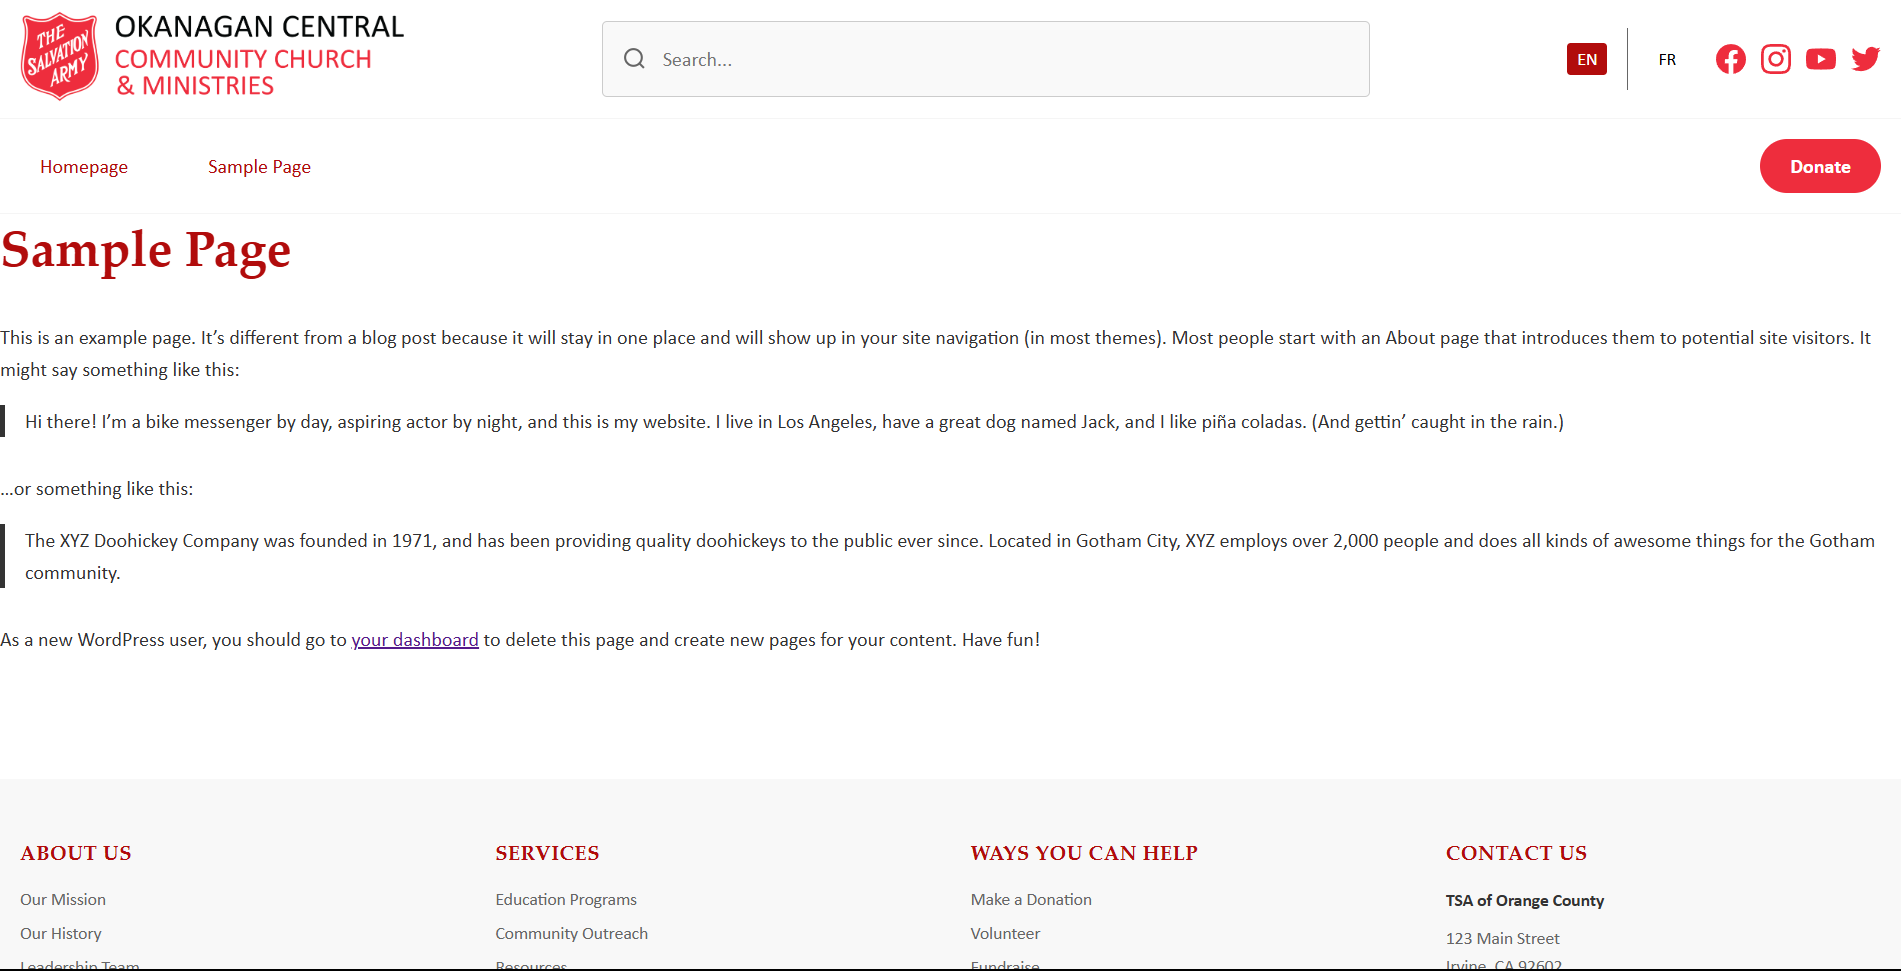 THE
SALVATION
ARMY
OKANAGAN CENTRAL
COMMUNITY CHURCH
& MINISTRIES
Search...
EN
FR
Homepage
Sample Page
Donate
Sample Page
This is an example page. It’s different from a blog post because it will stay in one place and will show up in your site navigation (in most themes). Most people start with an About page that introduces them to potential site visitors. It
might say something like this:
Hi there! I’m a bike messenger by day, aspiring actor by night, and this is my website. I live in Los Angeles, have a great dog named Jack, and I like piña coladas. (And gettin’ caught in the rain.)
…or something like this:
The XYZ Doohickey Company was founded in 1971, and has been providing quality doohickeys to the public ever since. Located in Gotham City, XYZ employs over 2,000 people and does all kinds of awesome things for the Gotham
community.
As a new WordPress user, you should go to your dashboard to delete this page and create new pages for your content. Have fun!
ABOUT US
Our Mission
Our History
Leadership Team
SERVICES
Education Programs
Community Outreach
Resources
WAYS YOU CAN HELP
Make a Donation
Volunteer
Fundraise
CONTACT US
TSA of Orange County
123 Main Street
Irvine, CA 92602